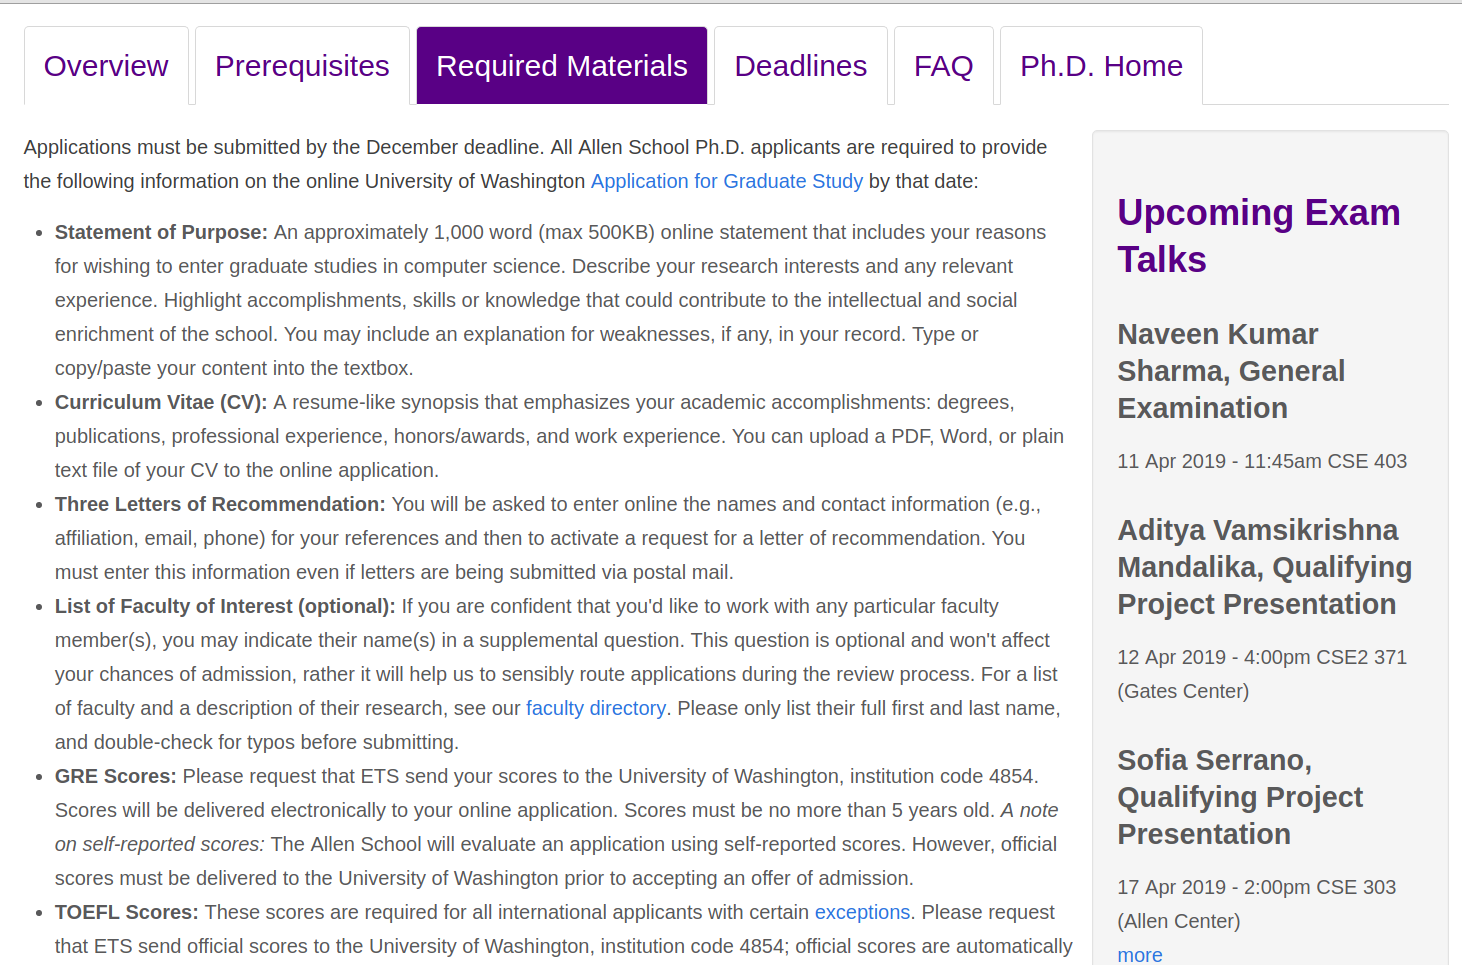 Overview Prerequisites Required Materials Deadlines FAQ Ph.D. Home
Applications must be submitted by the December deadline. All Allen School Ph.D. applicants are required to provide
the following information on the online University of Washington Application for Graduate Study by that date:
• Statement of Purpose: An approximately 1,000 word (max 500KB) online statement that includes your reasons
for wishing to enter graduate studies in computer science. Describe your research interests and any relevant
experience. Highlight accomplishments, skills or knowledge that could contribute to the intellectual and social
enrichment of the school. You may include an explanation for weaknesses, if any, in your record. Type or
copy/paste your content into the textbox.
• Curriculum Vitae (CV): A resume-like synopsis that emphasizes your academic accomplishments: degrees,
publications, professional experience, honors/awards, and work experience. You can upload a PDF, Word, or plain
text file of your CV to the online application.
• Three Letters of Recommendation: You will be asked to enter online the names and contact information (e.g.,
affiliation, email, phone) for your references and then to activate a request for a letter of recommendation. You
must enter this information even if letters are being submitted via postal mail.
• List of Faculty of Interest (optional): If you are confident that you'd like to work with any particular faculty
member(s), you may indicate their name(s) in a supplemental question. This question is optional and won't affect
your chances of admission, rather it will help us to sensibly route applications during the review process. For a list
of faculty and a description of their research, see our faculty directory. Please only list their full first and last name,
and double-check for typos before submitting.
• GRE Scores: Please request that ETS send your scores to the University of Washington, institution code 4854.
Scores will be delivered electronically to your online application. Scores must be no more than 5 years old. A note
on self-reported scores: The Allen School will evaluate an application using self-reported scores. However, official
scores must be delivered to the University of Washington prior to accepting an offer of admission.
• TOEFL Scores: These scores are required for all international applicants with certain exceptions. Please request
that ETS send official scores to the University of Washington, institution code 4854; official scores are automatically
Upcoming Exam
Talks
Naveen Kumar
Sharma, General
Examination
11 Apr 2019 - 11:45am CSE 403
Aditya Vamsikrishna
Mandalika, Qualifying
Project Presentation
12 Apr 2019 - 4:00pm CSE2 371
(Gates Center)
Sofia Serrano,
Qualifying Project
Presentation
17 Apr 2019 - 2:00pm CSE 303
(Allen Center)
more